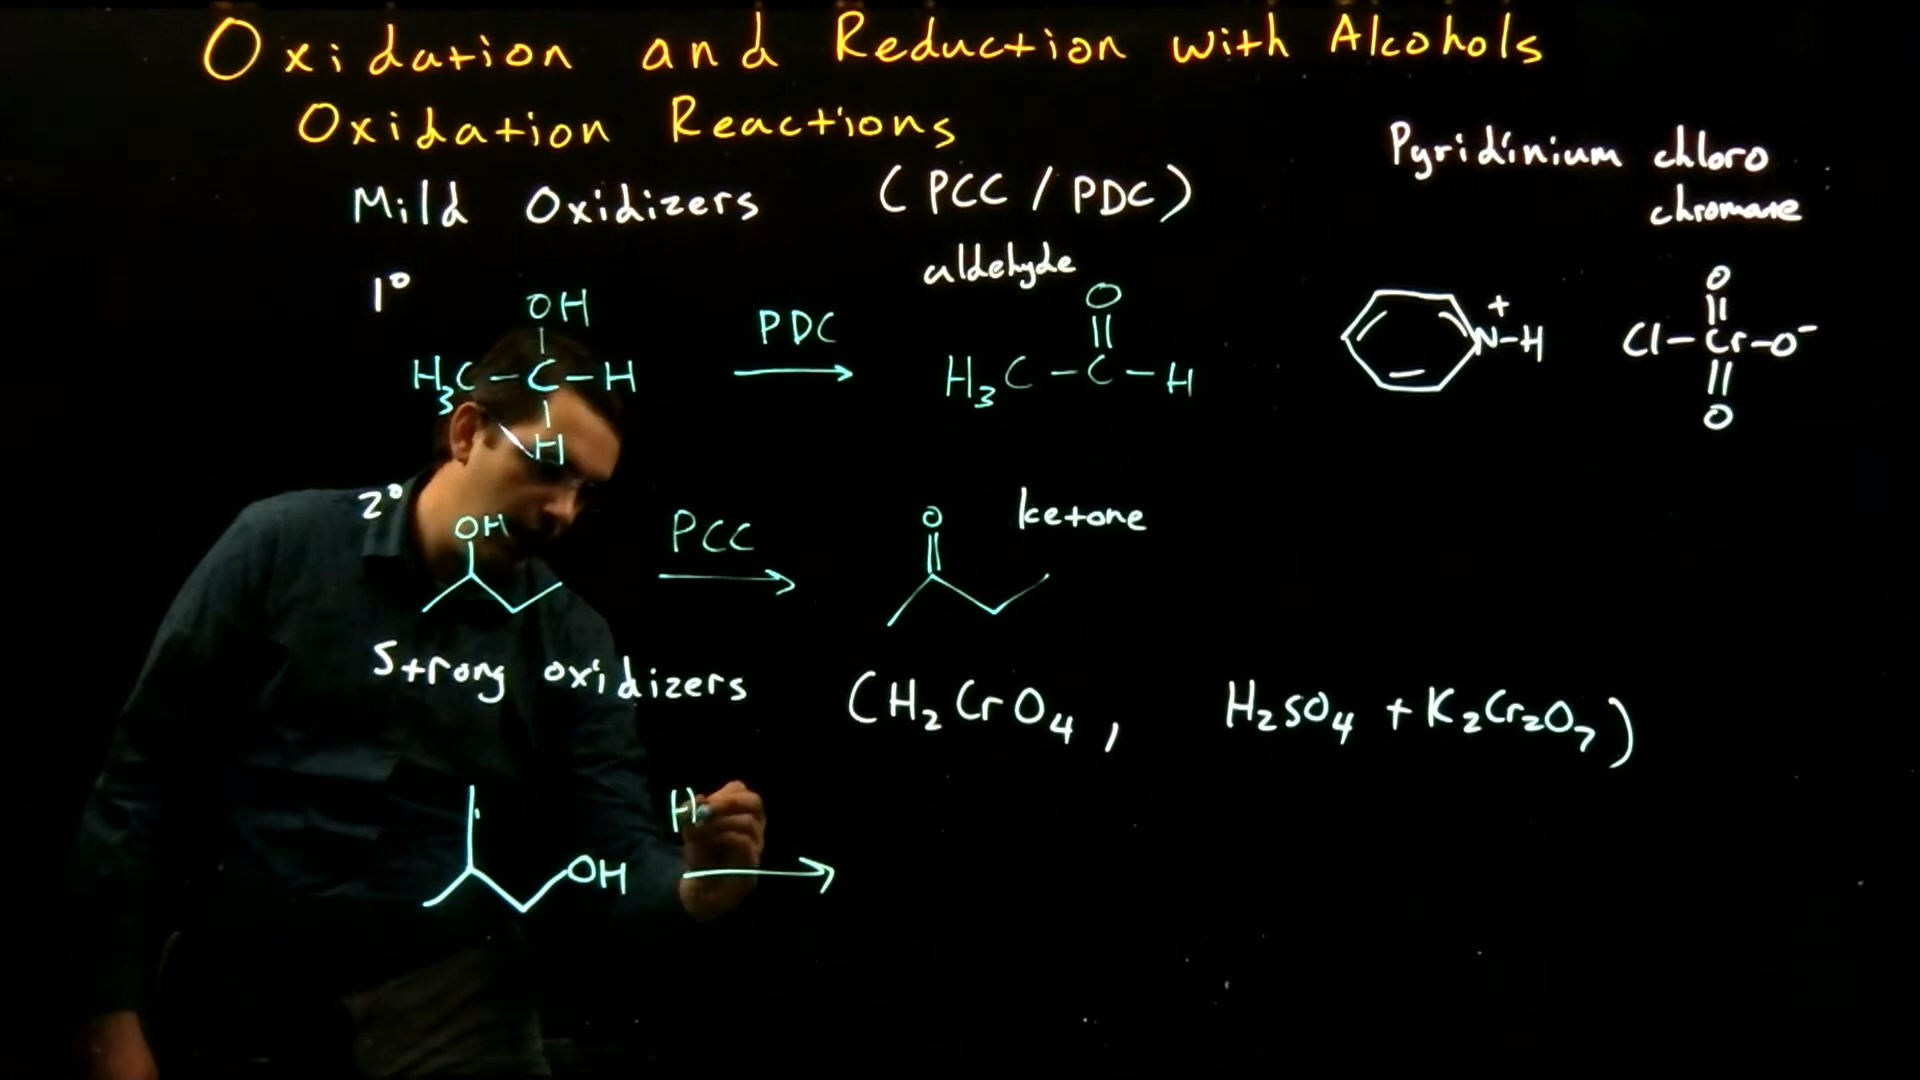 Oxidation and Reduction with Alcohols
Oxidation Reactions
Pyridinium chloro
chromate
Mild Oxidizers (PCC / PDC)
aldehyde
1°
OH
H₃C-C-H
H
PDC
O
H₃C-C-H
N-H
+
O
Cl-Cr-O⁻
O
2°
OH
PCC
O
ketone
Strong oxidizers (H₂CrO₄, H₂SO₄ + K₂Cr₂O₇)
OH
H